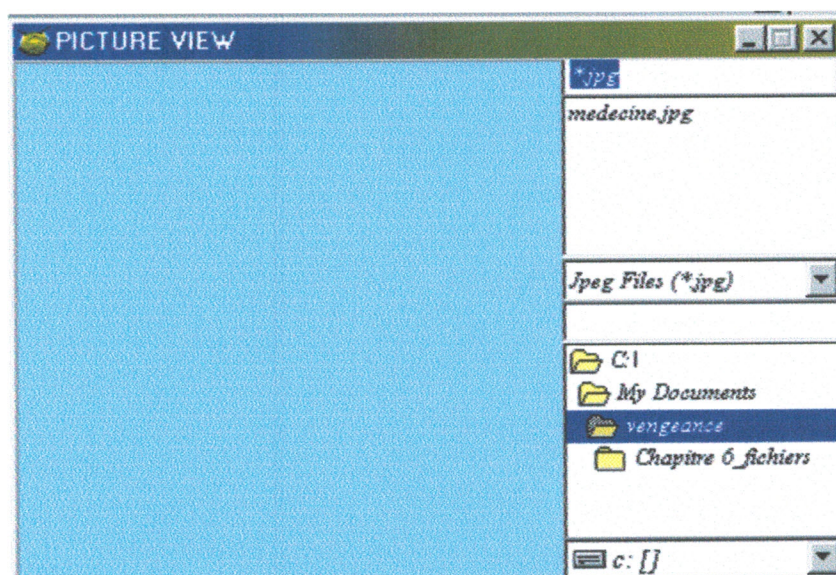 PICTURE VIEW
*.jpg
medecine.jpg
Jpeg Files (*.jpg)
C:\
My Documents
vengeance
Chapitre 6_fichiers
c: []